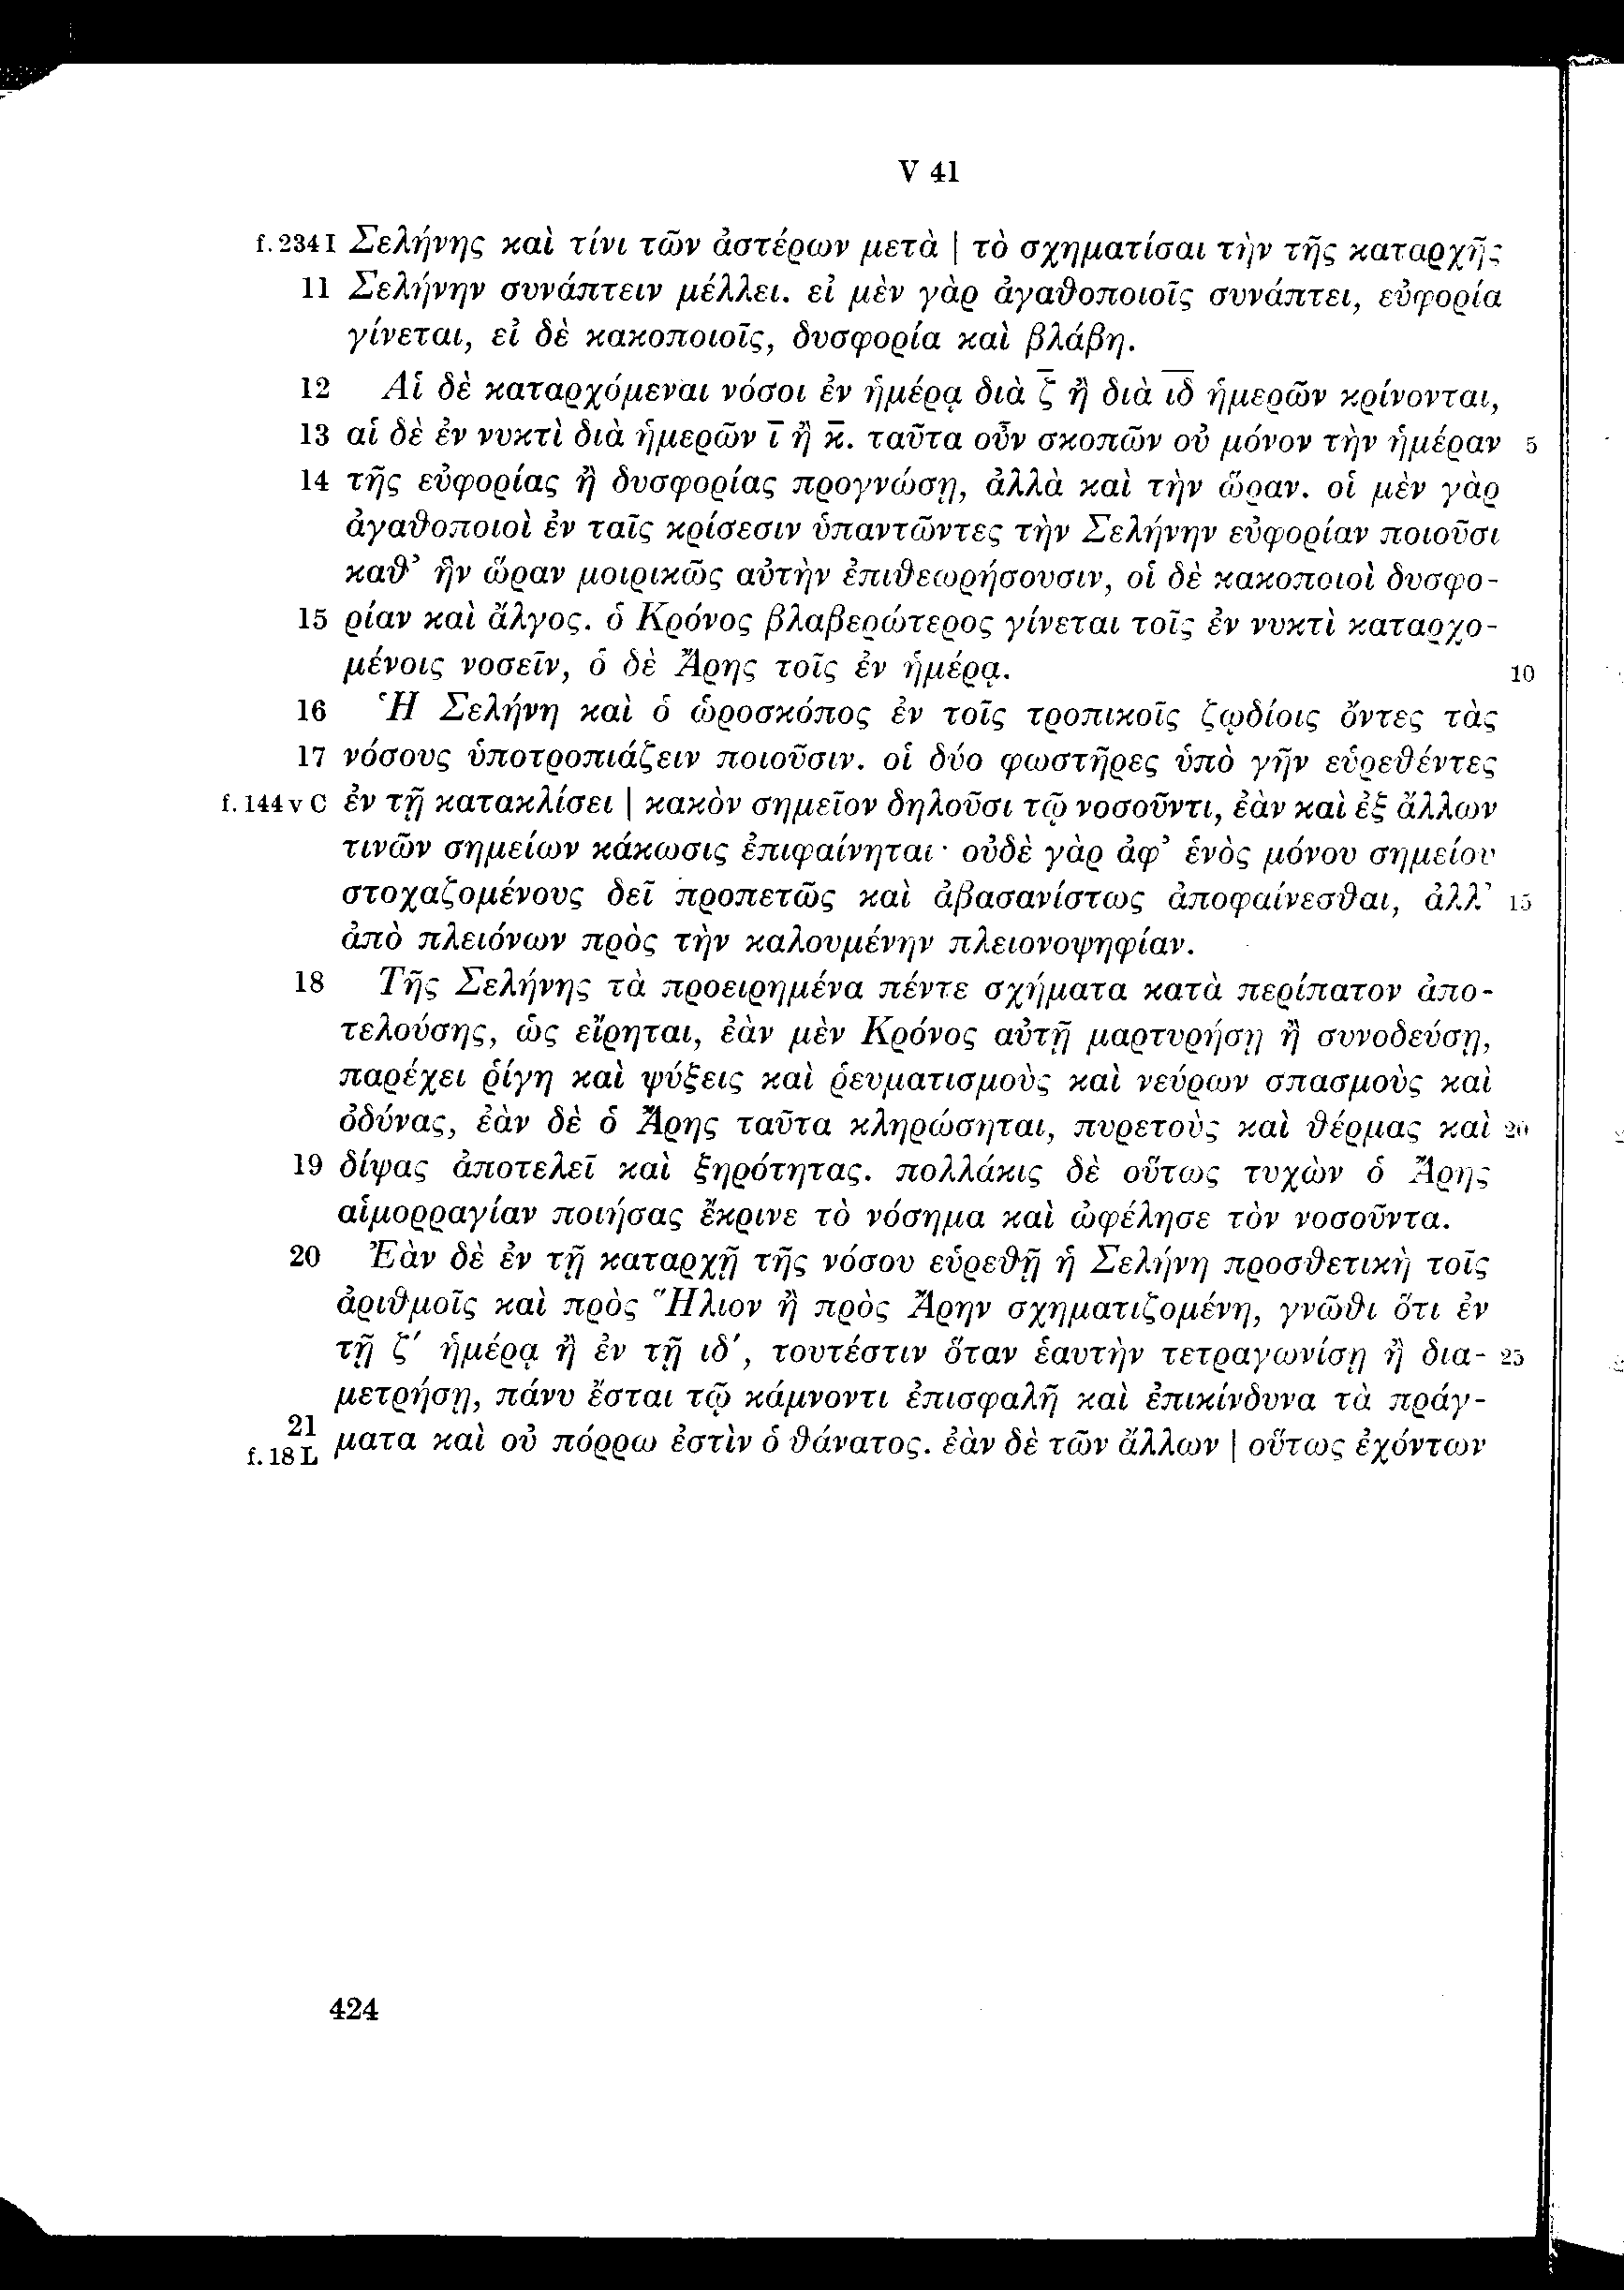 V 41
f. 234 I Σελήνης καὶ τίνι τῶν ἀστέρων μετὰ | τὸ σχηματίσαι τὴν τῆς καταρχῆς
11 Σελήνην συνάπτειν μέλλει. εἰ μὲν γὰρ ἀγαθοποιοῖς συνάπτει, εὐφορία
γίνεται, εἰ δὲ κακοποιοῖς, δυσφορία καὶ βλάβη.
12 Αἱ δὲ καταρχόμεναι νόσοι ἐν ἡμέρᾳ διὰ ζ̄ ἢ διὰ ῑδ̄ ἡμερῶν κρίνονται,
13 αἱ δὲ ἐν νυκτὶ διὰ ἡμερῶν ῑ ἢ κ̄. ταῦτα οὖν σκοπῶν οὐ μόνον τὴν ἡμέραν 5
14 τῆς εὐφορίας ἢ δυσφορίας προγνώσῃ, ἀλλὰ καὶ τὴν ὥραν. οἱ μὲν γὰρ
ἀγαθοποιοὶ ἐν ταῖς κρίσεσιν ὑπαντῶντες τὴν Σελήνην εὐφορίαν ποιοῦσι
καθ’ ἣν ὥραν μοιρικῶς αὐτὴν ἐπιθεωρήσουσιν, οἱ δὲ κακοποιοὶ δυσφο-
15 ρίαν καὶ ἄλγος. ὁ Κρόνος βλαβερώτερος γίνεται τοῖς ἐν νυκτὶ καταρχο-
μένοις νοσεῖν, ὁ δὲ Ἄρης τοῖς ἐν ἡμέρᾳ. 10
16 Ἡ Σελήνη καὶ ὁ ὡροσκόπος ἐν τοῖς τροπικοῖς ζῳδίοις ὄντες τὰς
17 νόσους ὑποτροπιάζειν ποιοῦσιν. οἱ δύο φωστῆρες ὑπὸ γῆν εὑρεθέντες
f. 144 v C ἐν τῇ κατακλίσει | κακὸν σημεῖον δηλοῦσι τῷ νοσοῦντι, ἐὰν καὶ ἐξ ἄλλων
τινῶν σημείων κάκωσις ἐπιφαίνηται· οὐδὲ γὰρ ἀφ’ ἑνὸς μόνου σημείου
στοχαζομένους δεῖ προπετῶς καὶ ἀβασανίστως ἀποφαίνεσθαι, ἀλλ’ 15
ἀπὸ πλειόνων πρὸς τὴν καλουμένην πλειονοψηφίαν.
18 Τῆς Σελήνης τὰ προειρημένα πέντε σχήματα κατὰ περίπατον ἀπο-
τελούσης, ὡς εἴρηται, ἐὰν μὲν Κρόνος αὐτῇ μαρτυρήσῃ ἢ συνοδεύσῃ,
παρέχει ῥίγη καὶ ψύξεις καὶ ῥευματισμοὺς καὶ νεύρων σπασμοὺς καὶ
ὀδύνας, ἐὰν δὲ ὁ Ἄρης ταῦτα κληρώσηται, πυρετοὺς καὶ θέρμας καὶ 20
19 δίψας ἀποτελεῖ καὶ ξηρότητας. πολλάκις δὲ οὕτως τυχὼν ὁ Ἄρης
αἱμορραγίαν ποιήσας ἔκρινε τὸ νόσημα καὶ ὠφέλησε τὸν νοσοῦντα.
20 Ἐὰν δὲ ἐν τῇ καταρχῇ τῆς νόσου εὑρεθῇ ἡ Σελήνη προσθετικὴ τοῖς
ἀριθμοῖς καὶ πρὸς Ἥλιον ἢ πρὸς Ἄρην σχηματιζομένη, γνῶθι ὅτι ἐν
τῇ ζ′ ἡμέρᾳ ἢ ἐν τῇ ιδ′, τουτέστιν ὅταν ἑαυτὴν τετραγωνίσῃ ἢ δια- 25
μετρήσῃ, πάνυ ἔσται τῷ κάμνοντι ἐπισφαλῆ καὶ ἐπικίνδυνα τὰ πράγ-
21 f. 18 L ματα καὶ οὐ πόρρω ἐστὶν ὁ θάνατος. ἐὰν δὲ τῶν ἄλλων | οὕτως ἐχόντων
424